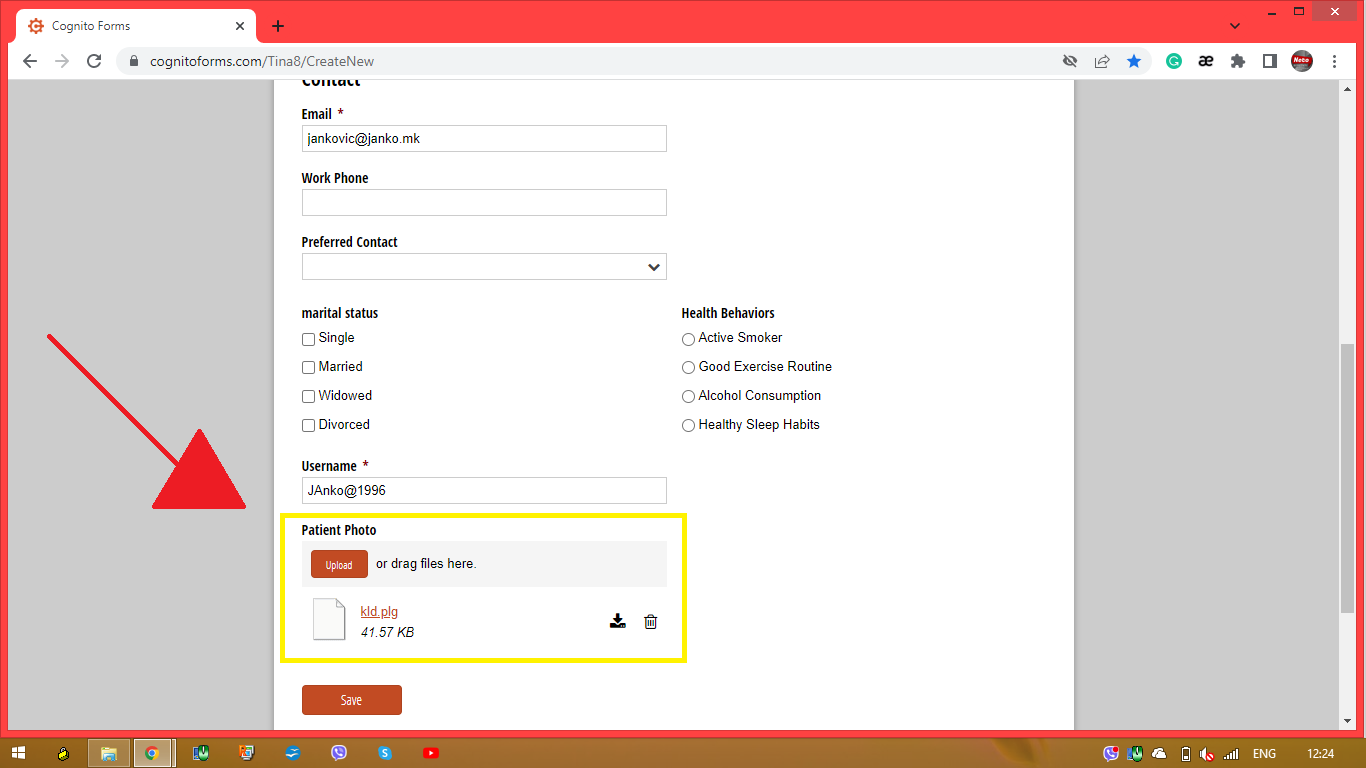 Cognito Forms
cognitoforms.com/Tina8/CreateNew
Contact
Email *
jankovic@janko.mk
Work Phone
Preferred Contact
marital status
Single
Married
Widowed
Divorced
Health Behaviors
Active Smoker
Good Exercise Routine
Alcohol Consumption
Healthy Sleep Habits
Username *
JAnko@1996
Patient Photo
Upload or drag files here.
kld.plg
41.57 KB
Save
ENG 12:24